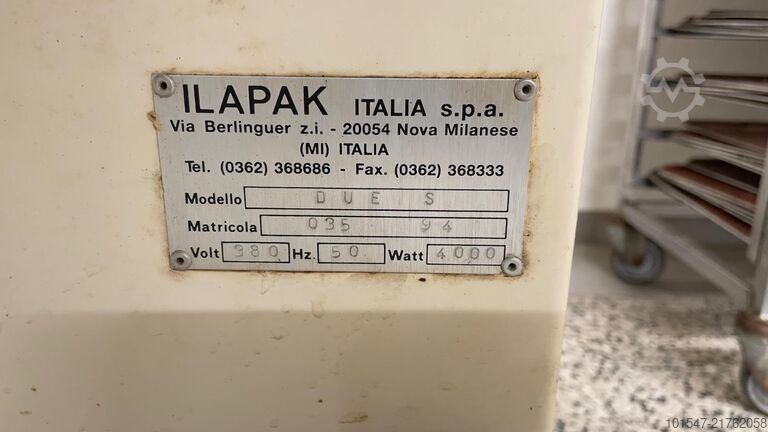 ILAPAK ITALIA s.p.a.
Via Berlinguer z.i. - 20054 Nova Milanese
(MI) ITALIA
Tel. (0362) 368686 - Fax. (0362) 368333
Modello DUE S
Matricola 035 94
Volt 380 Hz. 50 Watt 4000
101547-21762058